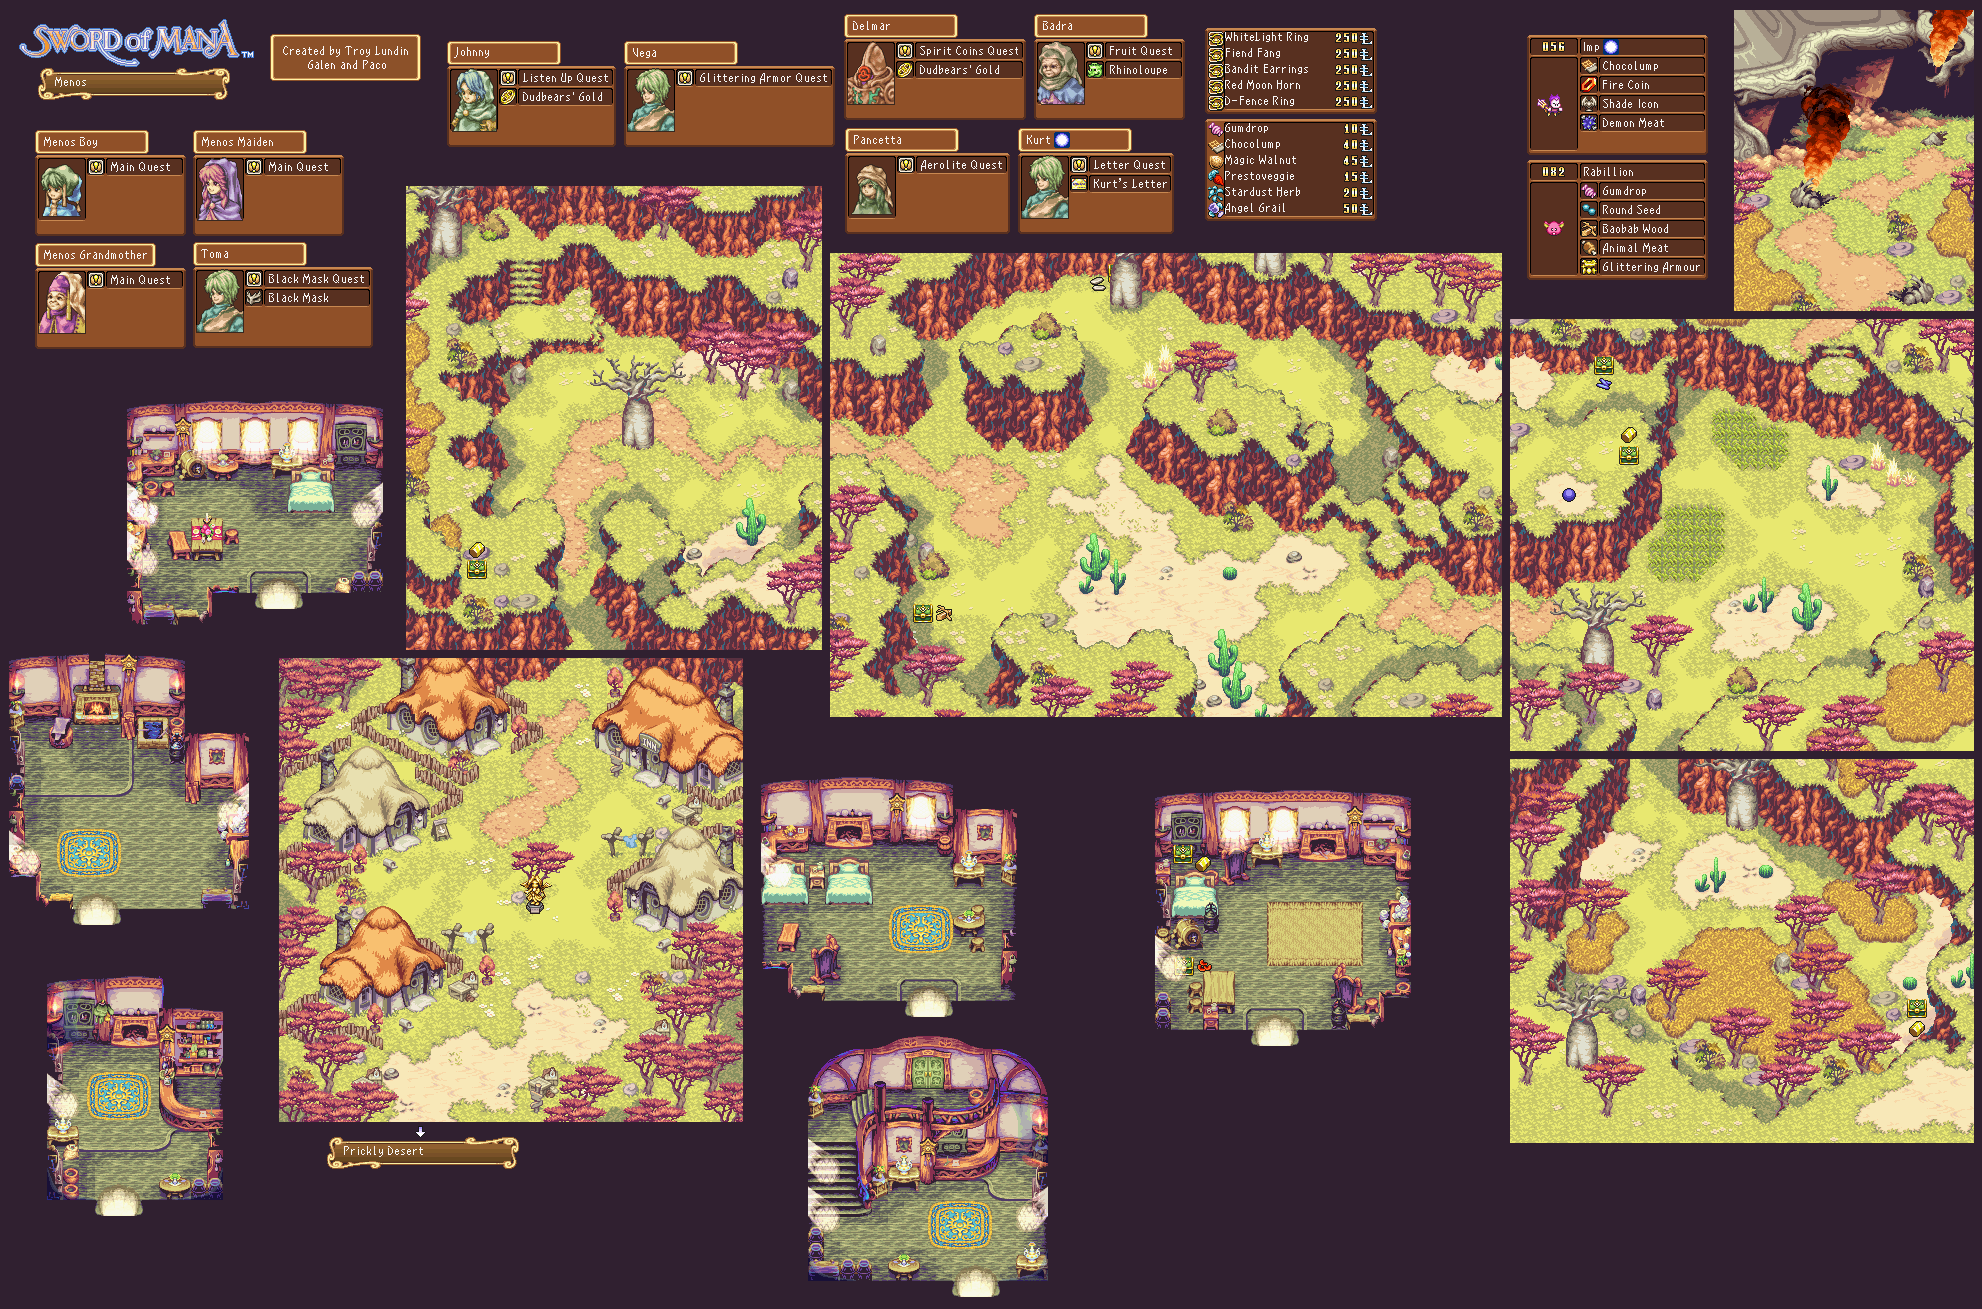 SWORD of MANA TM
Menos
Created by Troy Lundin
Galen and Paco
Johnny
Listen Up Quest
Dudbears' Gold
Vega
Glittering Armor Quest
Delmar
Spirit Coins Quest
Dudbears' Gold
Badra
Fruit Quest
Rhinoloupe
WhiteLight Ring 250
Fiend Fang 250
Bandit Earrings 250
Red Moon Horn 250
D-Fence Ring 250
Gumdrop 10
Chocolump 40
Magic Walnut 45
Prestoveggie 15
Stardust Herb 20
Angel Grail 50
056 Imp
Chocolump
Fire Coin
Shade Icon
Demon Meat
082 Rabillion
Gumdrop
Round Seed
Baobab Wood
Animal Meat
Glittering Armour
Menos Boy
Main Quest
Menos Maiden
Main Quest
Pancetta
Aerolite Quest
Kurt
Letter Quest
Kurt's Letter
Menos Grandmother
Main Quest
Toma
Black Mask Quest
Black Mask
INN
Prickly Desert